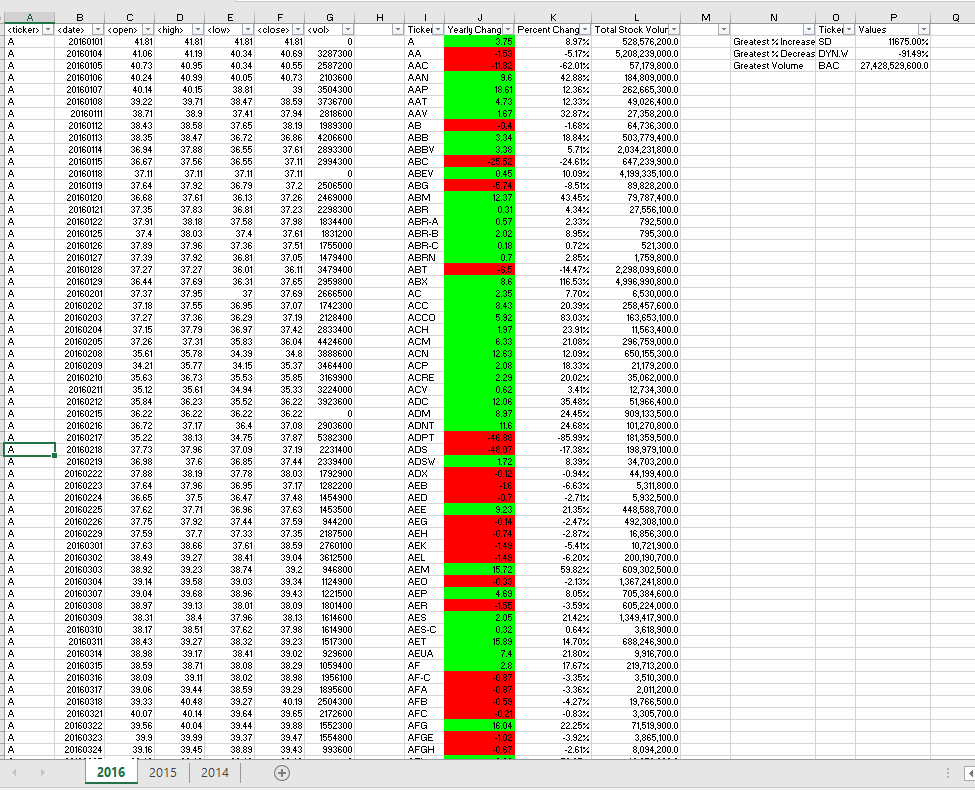 A B C D E F G H I J K L M N O P Q
<ticker> <date> <open> <high> <low> <close> <vol> Ticker Yearly Chang Percent Chang Total Stock Volur Ticker Values
A 20160101 41.81 41.81 41.81 41.81 0 A 3.75 8.97% 528,576,200.0 Greatest % Increase SD 11675.00%
A 20160104 41.06 41.19 40.34 40.69 3287300 AA -1.53 -5.17% 5,208,239,000.0 Greatest % Decreas DYN.W -91.49%
A 20160105 40.73 40.95 40.34 40.55 2587200 AAC -62.01% 57,179,800.0 Greatest Volume BAC 27,428,529,600.0
A 20160106 40.24 40.99 40.05 40.73 2103600 AAN 9.6 42.88% 184,809,000.0
A 20160107 40.14 40.15 38.81 39 3504300 AAP 18.61 12.36% 262,665,300.0
A 20160108 39.22 39.71 38.47 38.59 3736700 AAT 4.73 12.33% 49,026,400.0
A 20160111 38.71 38.9 37.41 37.94 2818600 AAV 1.67 32.87% 27,358,200.0
A 20160112 38.43 38.58 37.65 38.19 1989300 AB -0.4 -1.68% 64,736,300.0
A 20160113 38.35 38.47 36.72 36.86 4206600 ABB 3.34 18.84% 503,779,400.0
A 20160114 36.94 37.88 36.55 37.61 2893300 ABBV 3.38 5.71% 2,034,231,800.0
A 20160115 36.67 37.56 36.55 37.11 2994300 ABC -25.52 -24.61% 647,239,900.0
A 20160118 37.11 37.11 37.11 37.11 0 ABEV 0.45 10.09% 4,199,335,100.0
A 20160119 37.64 37.92 36.79 37.2 2506500 ABG -5.74 -8.51% 89,828,200.0
A 20160120 36.68 37.61 36.13 37.26 2469000 ABM 12.37 43.45% 79,787,400.0
A 20160121 37.35 37.83 36.81 37.23 2298300 ABR 0.31 4.34% 27,556,100.0
A 20160122 37.91 38.18 37.58 37.98 1834400 ABR-A 0.57 2.33% 792,500.0
A 20160125 37.4 38.03 37.4 37.61 1831200 ABR-B 2.02 8.95% 795,300.0
A 20160126 37.89 37.96 37.36 37.51 1755000 ABR-C 0.18 0.72% 521,300.0
A 20160127 37.39 37.92 36.81 37.05 1479400 ABRN 0.7 2.85% 1,759,800.0
A 20160128 37.27 37.27 36.01 36.11 3479400 ABT -6.5 -14.47% 2,298,099,600.0
A 20160129 36.44 37.69 36.31 37.65 2959800 ABX 8.6 116.53% 4,996,990,800.0
A 20160201 37.37 37.95 37 37.69 2666500 AC 2.35 7.70% 6,530,000.0
A 20160202 37.18 37.55 36.95 37.07 1742300 ACC 8.43 20.39% 258,457,600.0
A 20160203 37.27 37.36 36.29 37.19 2128400 ACCO 5.92 83.03% 163,653,100.0
A 20160204 37.15 37.79 36.97 37.42 2833400 ACH 1.97 23.91% 11,563,400.0
A 20160205 37.26 37.31 35.83 36.04 4424600 ACM 6.33 21.08% 296,759,000.0
A 20160208 35.61 35.78 34.39 34.8 3888600 ACN 12.63 12.09% 650,155,300.0
A 20160209 34.21 35.77 34.15 35.37 3464400 ACP 2.08 18.33% 21,179,200.0
A 20160210 35.63 36.73 35.53 35.85 3169900 ACRE 2.29 20.02% 35,062,000.0
A 20160211 35.12 35.61 34.94 35.33 3224000 ACV 0.62 3.41% 12,734,300.0
A 20160212 35.84 36.23 35.52 36.22 3923600 ADC 12.06 35.48% 51,966,400.0
A 20160215 36.22 36.22 36.22 36.22 0 ADM 8.97 24.45% 909,133,500.0
A 20160216 36.72 37.17 36.4 37.08 2903600 ADNT 11.6 24.68% 101,270,800.0
A 20160217 35.22 38.13 34.75 37.87 5382300 ADPT -85.99% 181,359,500.0
A 20160218 37.73 37.96 37.09 37.19 2231400 ADS -48.07 -17.38% 198,979,100.0
A 20160219 36.98 37.6 36.85 37.44 2339400 ADSW 1.72 8.39% 34,703,200.0
A 20160222 37.88 38.19 37.78 38.03 1792900 ADX -0.12 -0.94% 44,199,400.0
A 20160223 37.64 37.96 36.95 37.17 1282200 AEB -1.6 -6.63% 5,311,800.0
A 20160224 36.65 37.5 36.47 37.48 1454900 AED -0.7 -2.71% 5,932,500.0
A 20160225 37.62 37.71 36.96 37.63 1453500 AEE 9.23 21.35% 448,588,700.0
A 20160226 37.75 37.92 37.44 37.59 944200 AEG -0.14 -2.47% 492,308,100.0
A 20160229 37.59 37.7 37.33 37.35 2187500 AEH -0.74 -2.87% 16,856,300.0
A 20160301 37.63 38.66 37.61 38.59 2760100 AEK -1.49 -5.41% 10,721,900.0
A 20160302 38.49 39.27 38.41 39.04 3612500 AEL -1.49 -6.20% 200,190,700.0
A 20160303 38.92 39.23 38.74 39.2 946800 AEM 15.72 59.82% 609,302,500.0
A 20160304 39.14 39.58 39.03 39.34 1124900 AEO -0.33 -2.13% 1,367,241,800.0
A 20160307 39.04 39.68 38.96 39.43 1221500 AEP 4.69 8.05% 705,384,600.0
A 20160308 38.97 39.13 38.01 38.09 1801400 AER -1.55 -3.59% 605,224,000.0
A 20160309 38.31 38.4 37.96 38.13 1614600 AES 2.05 21.42% 1,349,417,900.0
A 20160310 38.17 38.51 37.62 37.98 1614900 AES-C 0.32 0.64% 3,618,900.0
A 20160311 38.43 39.27 38.32 39.23 1517300 AET 15.89 14.70% 688,246,900.0
A 20160314 38.98 39.17 38.41 39.02 929600 AEUA 7.4 21.80% 9,916,700.0
A 20160315 38.59 38.71 38.08 38.29 1059400 AF 2.8 17.67% 219,713,200.0
A 20160316 38.09 39.11 38.02 38.98 1956100 AF-C -0.87 -3.35% 3,510,300.0
A 20160317 39.06 39.44 38.59 39.29 1895600 AFA -0.87 -3.36% 2,011,200.0
A 20160318 39.33 40.48 39.27 40.19 2504300 AFB -0.59 -4.27% 19,766,500.0
A 20160321 40.07 40.14 39.64 39.65 2172600 AFC -0.21 -0.83% 3,305,700.0
A 20160322 39.56 40.04 39.44 39.88 1552300 AFG 16.04 22.25% 71,519,900.0
A 20160323 39.9 39.99 39.37 39.47 1554800 AFGE -1.02 -3.92% 3,865,100.0
A 20160324 39.16 39.45 38.89 39.43 993600 AFGH -0.67 -2.61% 8,094,200.0
2016 2015 2014